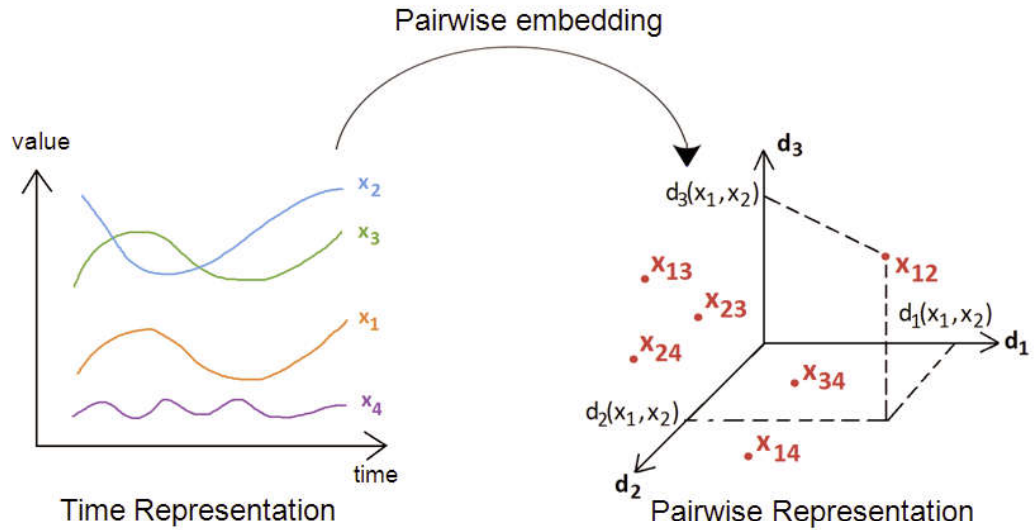 Pairwise embedding
value
x₂
x₃
x₁
x₄
time
Time Representation
d₃
d₃(x₁,x₂)
x₁₂
x₁₃
x₂₃
d₁(x₁,x₂)
x₂₄
d₁
x₃₄
d₂(x₁,x₂)
x₁₄
d₂
Pairwise Representation